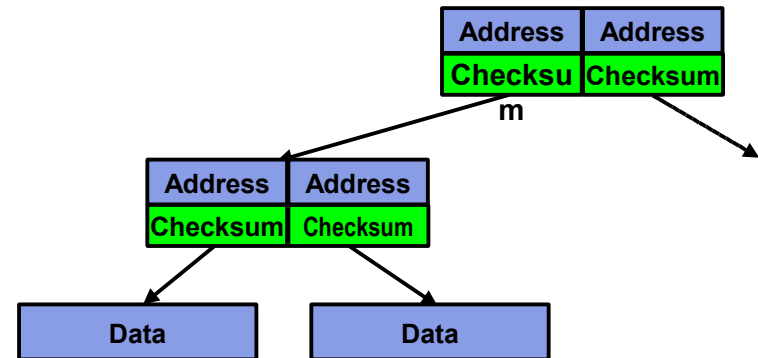 Address Address
Checksu Checksum
m
Address Address
Checksum Checksum
Data Data